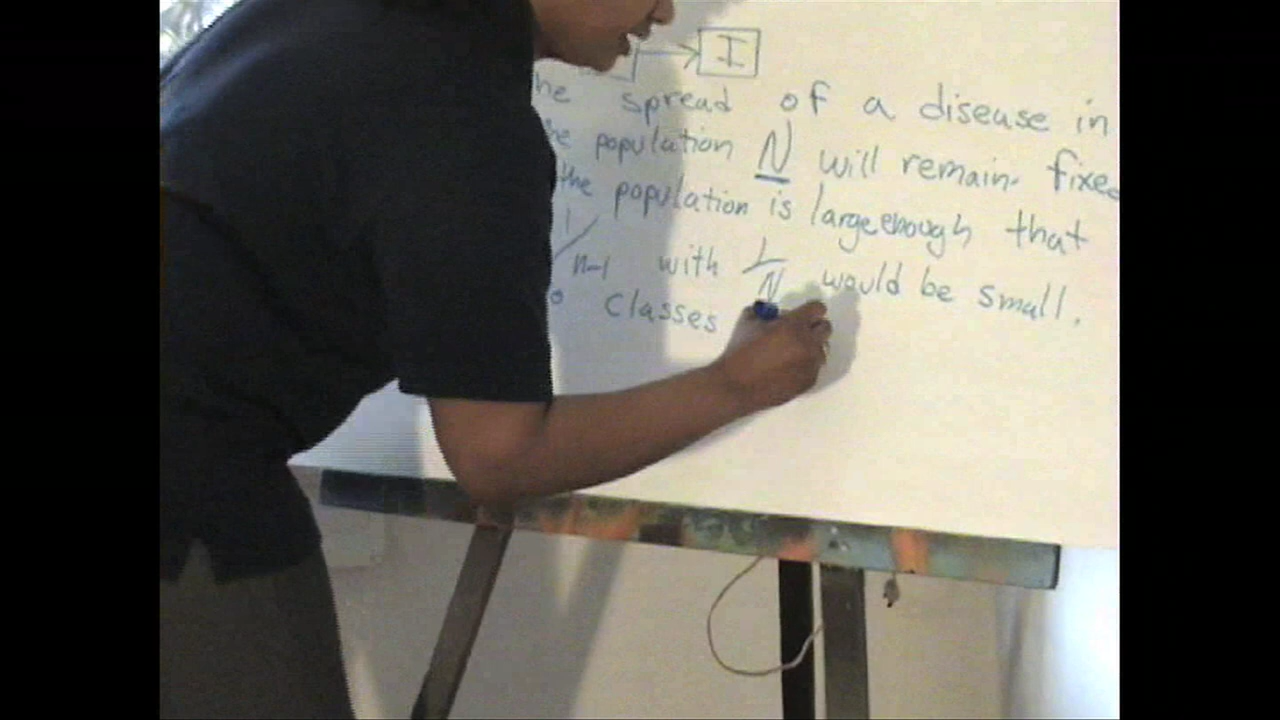 I
he spread of a disease in
he population N will remain fixed
the population is large enough that
1/n-1 with 1/N would be small.
classes